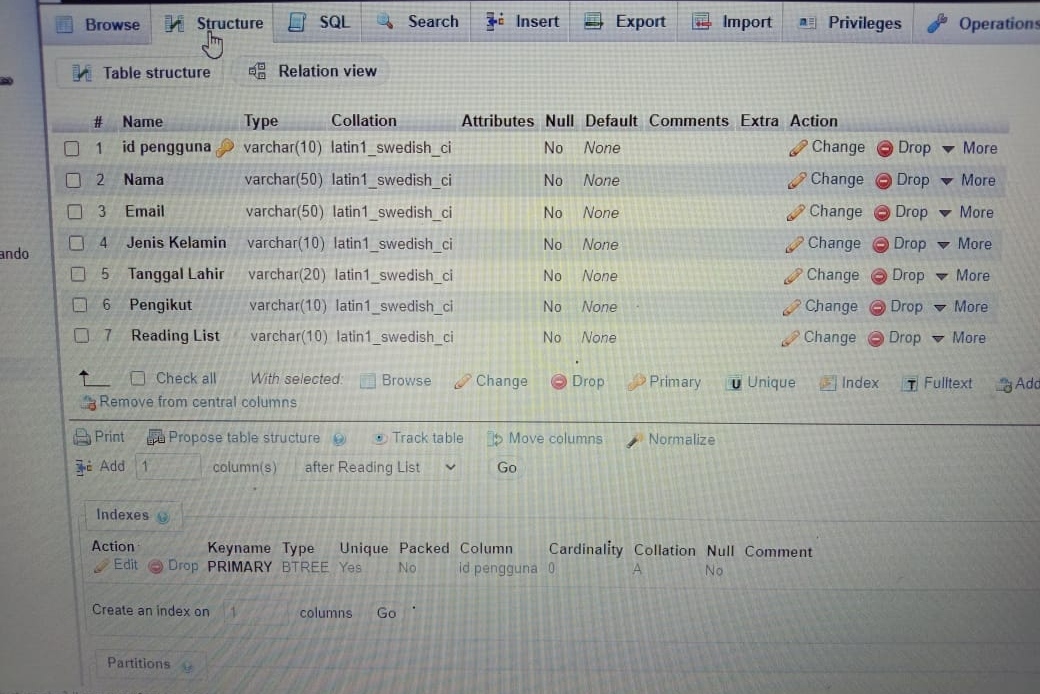 Browse Structure SQL Search Insert Export Import Privileges Operations
Table structure Relation view
# Name Type Collation Attributes Null Default Comments Extra Action
1 id pengguna varchar(10) latin1_swedish_ci No None Change Drop More
2 Nama varchar(50) latin1_swedish_ci No None Change Drop More
3 Email varchar(50) latin1_swedish_ci No None Change Drop More
ando
4 Jenis Kelamin varchar(10) latin1_swedish_ci No None Change Drop More
5 Tanggal Lahir varchar(20) latin1_swedish_ci No None Change Drop More
6 Pengikut varchar(10) latin1_swedish_ci No None Change Drop More
7 Reading List varchar(10) latin1_swedish_ci No None Change Drop More
Check all With selected: Browse Change Drop Primary Unique Index Fulltext Add
Remove from central columns
Print Propose table structure Track table Move columns Normalize
Add 1 column(s) after Reading List Go
Indexes
Action Keyname Type Unique Packed Column Cardinality Collation Null Comment
Edit Drop PRIMARY BTREE Yes No id pengguna 0 A No
Create an index on 1 columns Go
Partitions